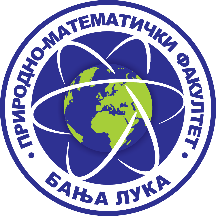 ПРИРОДНО-МАТЕМАТИЧКИ ФАКУЛТЕТ
БАЊА ЛУКА